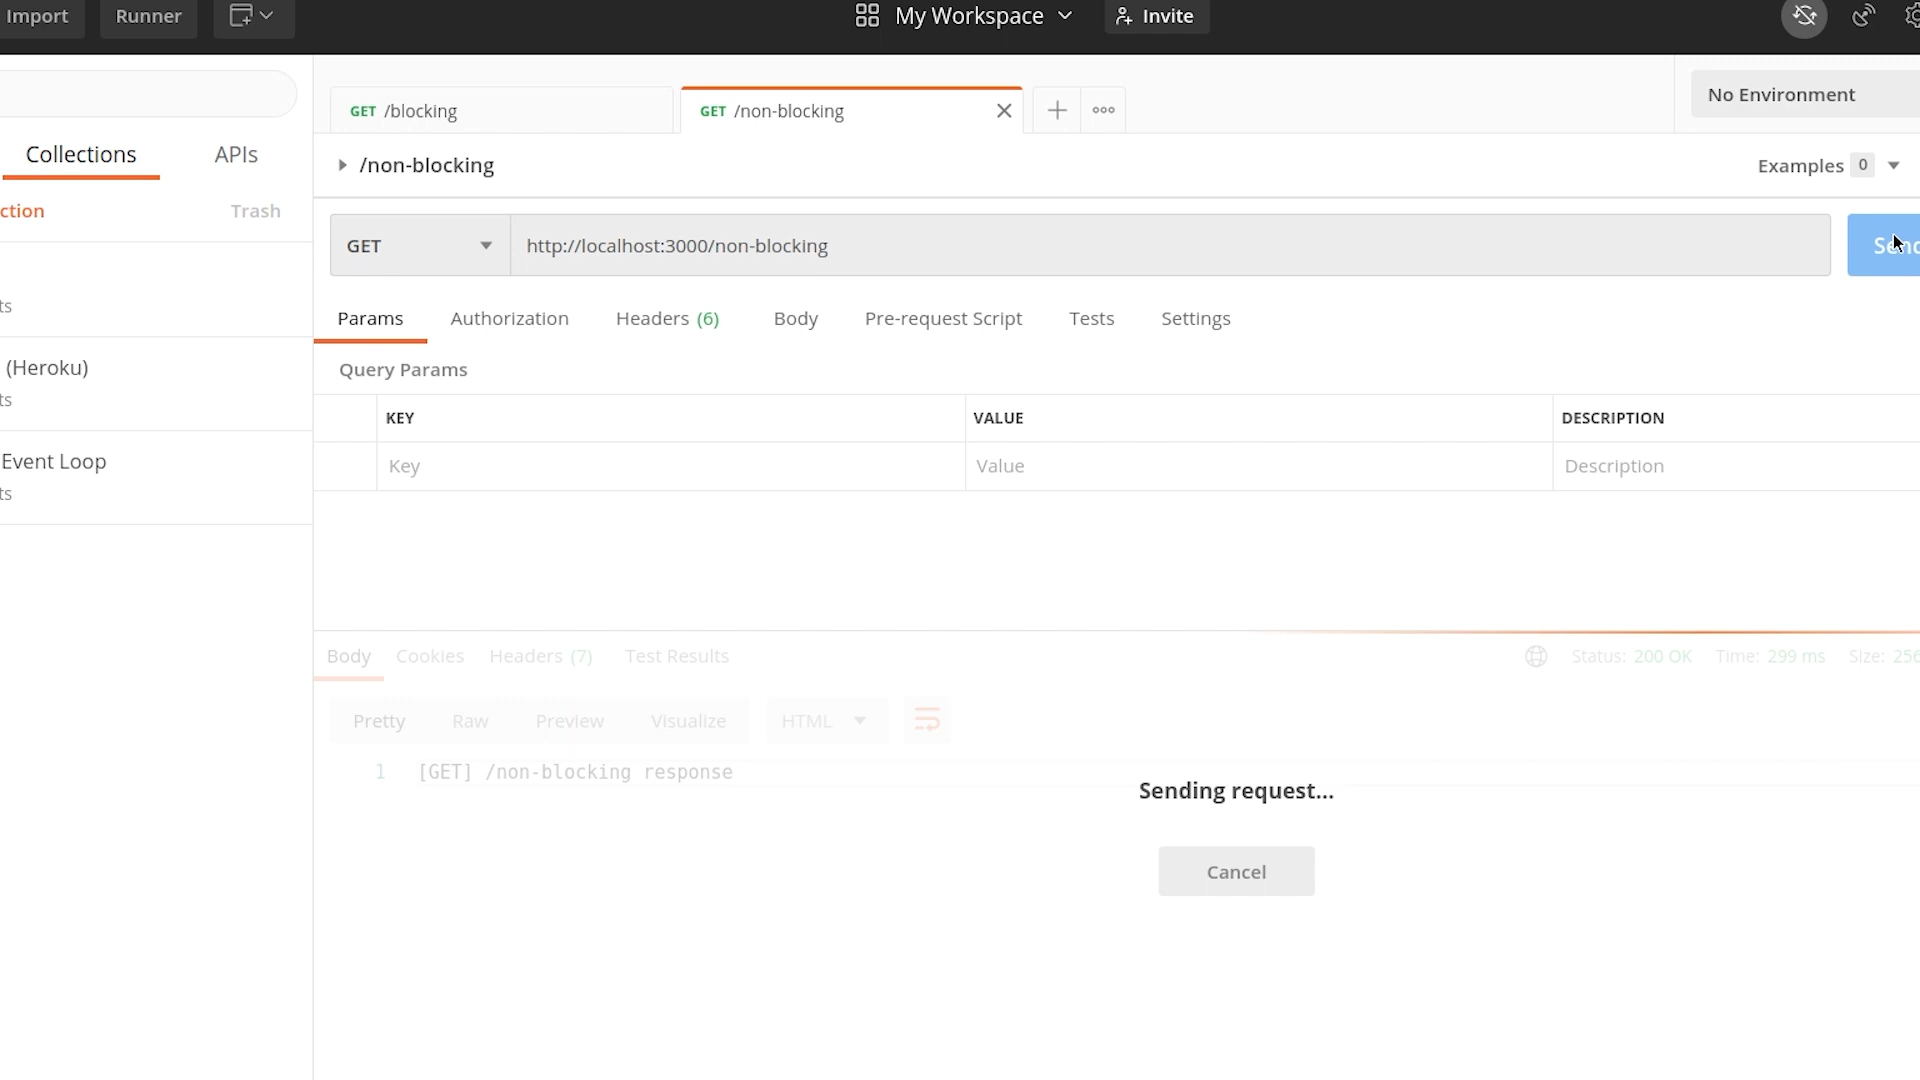 Import
Runner
My Workspace
Invite
GET /blocking
GET /non-blocking
No Environment
Collections
APIs
/non-blocking
Examples 0
ction
Trash
GET
http://localhost:3000/non-blocking
Send
ts
Params
Authorization
Headers (6)
Body
Pre-request Script
Tests
Settings
(Heroku)
Query Params
ts
KEY
VALUE
DESCRIPTION
Event Loop
Key
Value
Description
ts
Body
Cookies
Headers (7)
Test Results
Status: 200 OK
Time: 299 ms
Size: 256
Pretty
Raw
Preview
Visualize
HTML
1 [GET] /non-blocking response
Sending request...
Cancel